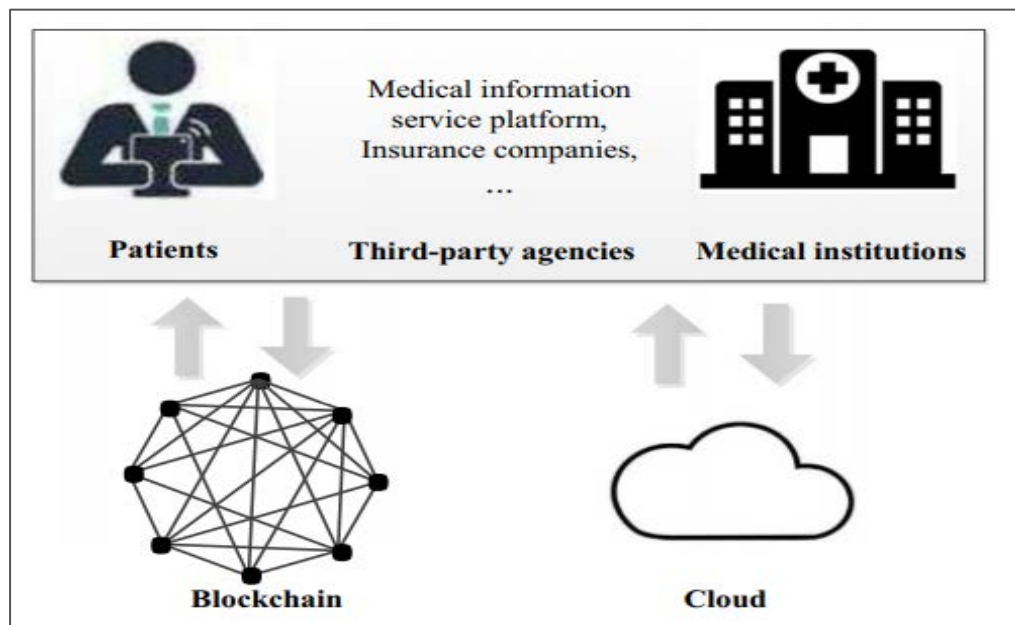 Medical information
service platform,
Insurance companies,
...
Patients
Third-party agencies
Medical institutions
Blockchain
Cloud